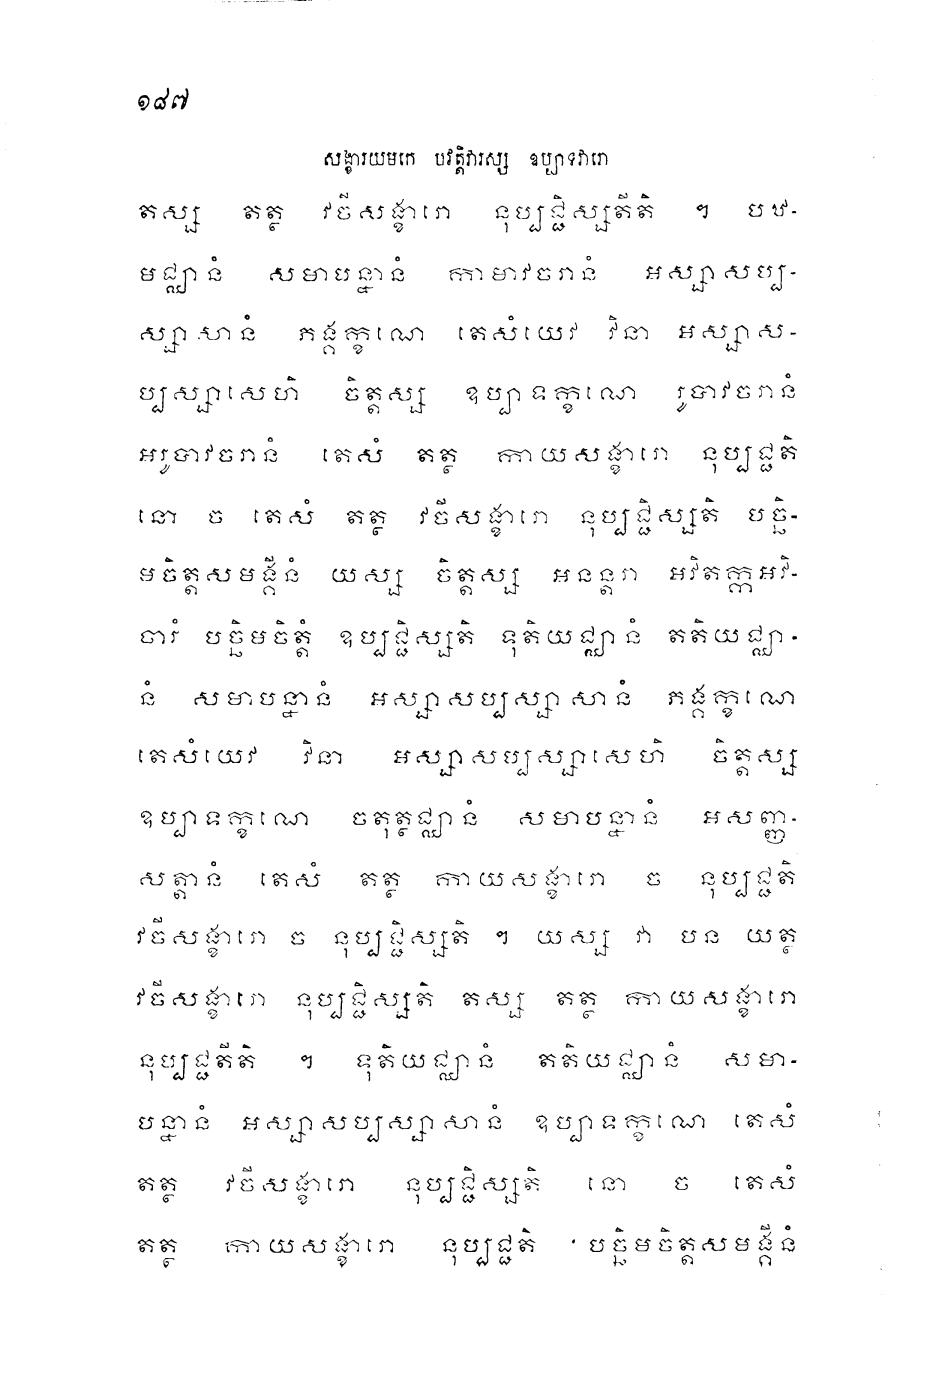 ១៨៧
សង្ខារយមកេ បវត្តិវារស្ស ឧប្បាទវារោ
តស្ស តត្ថ វចីសង្ខារោ នុប្បជ្ជិស្សតីតិ ។ បឋ-
មជ្ឈានំ សមាបន្នានំ កាមាវចរានំ អស្សាសប្ប-
ស្សាសានំ ភង្គក្ខណេ តេសំយេវ វិនា អស្សាស-
ប្បស្សាសេហិ ចិត្តស្ស ឧប្បាទក្ខណេ រូបាវចរានំ
អរូបាវចរានំ តេសំ តត្ថ កាយសង្ខារោ នុប្បជ្ជតិ
នោ ច តេសំ តត្ថ វចីសង្ខារោ នុប្បជ្ជិស្សតិ បច្ឆិ-
មចិត្តសមង្គីនំ យស្ស ចិត្តស្ស អនន្តរា អវិតក្កអវិ-
ចារំ បច្ឆិមចិត្តំ ឧប្បជ្ជិស្សតិ ទុតិយជ្ឈានំ តតិយជ្ឈា-
នំ សមាបន្នានំ អស្សាសប្បស្សាសានំ ភង្គក្ខណេ
តេសំយេវ វិនា អស្សាសប្បស្សាសេហិ ចិត្តស្ស
ឧប្បាទក្ខណេ ចតុត្ថជ្ឈានំ សមាបន្នានំ អសញ្ញ-
សត្តានំ តេសំ តត្ថ កាយសង្ខារោ ច នុប្បជ្ជតិ
វចីសង្ខារោ ច នុប្បជ្ជិស្សតិ ។ យស្ស វា បន យត្ថ
វចីសង្ខារោ នុប្បជ្ជិស្សតិ តស្ស តត្ថ កាយសង្ខារោ
នុប្បជ្ជតីតិ ។ ទុតិយជ្ឈានំ តតិយជ្ឈានំ សមា-
បន្នានំ អស្សាសប្បស្សាសានំ ឧប្បាទក្ខណេ តេសំ
តត្ថ វចីសង្ខារោ នុប្បជ្ជិស្សតិ នោ ច តេសំ
តត្ថ កាយសង្ខារោ នុប្បជ្ជតិ បច្ឆិមចិត្តសមង្គីនំ